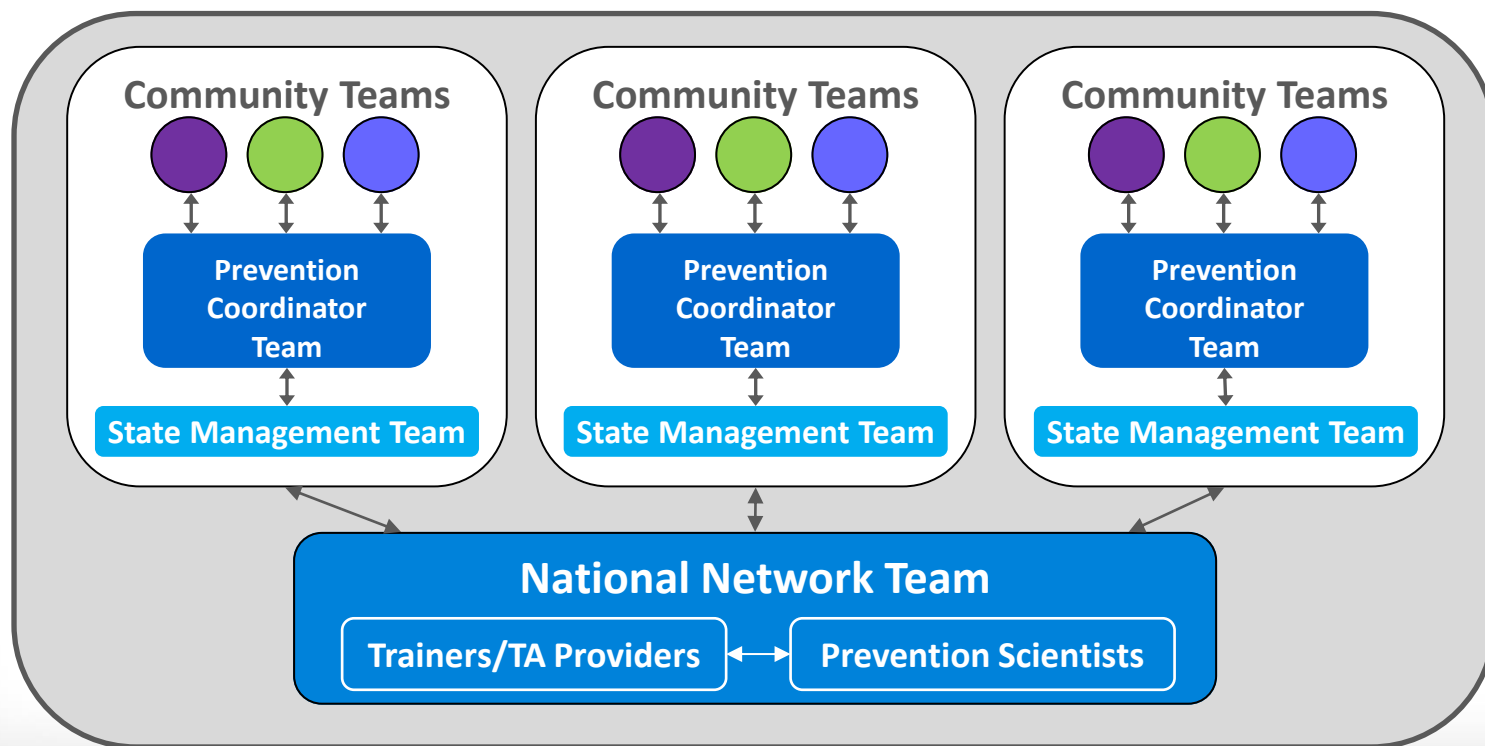 Community Teams
Prevention
Coordinator
Team
State Management Team
Community Teams
Prevention
Coordinator
Team
State Management Team
Community Teams
Prevention
Coordinator
Team
State Management Team
National Network Team
Trainers/TA Providers
Prevention Scientists